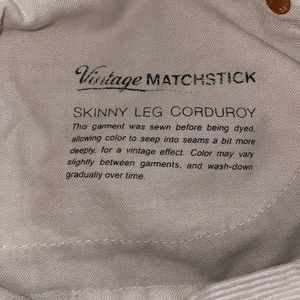 Vintage MATCHSTICK
SKINNY LEG CORDUROY
This garment was sewn before being dyed,
allowing color to seep into seams a bit more
deeply, for a vintage effect. Color may vary
slightly between garments, and wash-down
gradually over time.